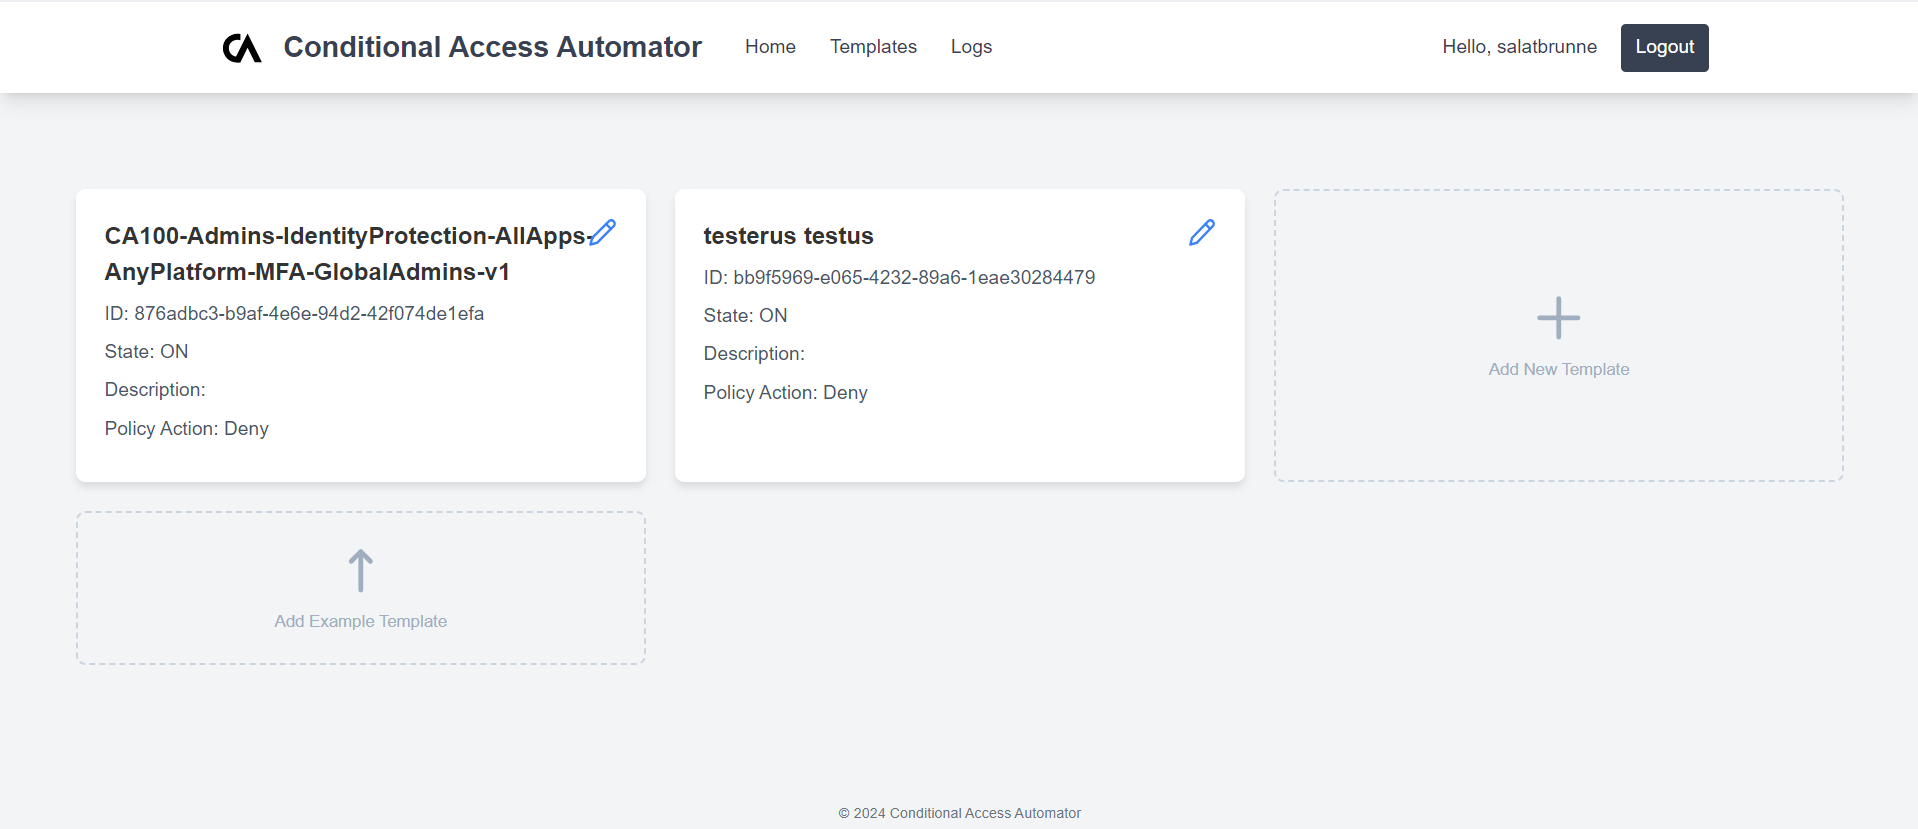 CA Conditional Access Automator Home Templates Logs Hello, salatbrunne Logout
CA100-Admins-IdentityProtection-AllApps-
AnyPlatform-MFA-GlobalAdmins-v1
ID: 876adbc3-b9af-4e6e-94d2-42f074de1efa
State: ON
Description:
Policy Action: Deny
testerus testus
ID: bb9f5969-e065-4232-89a6-1eae30284479
State: ON
Description:
Policy Action: Deny
Add New Template
Add Example Template
© 2024 Conditional Access Automator